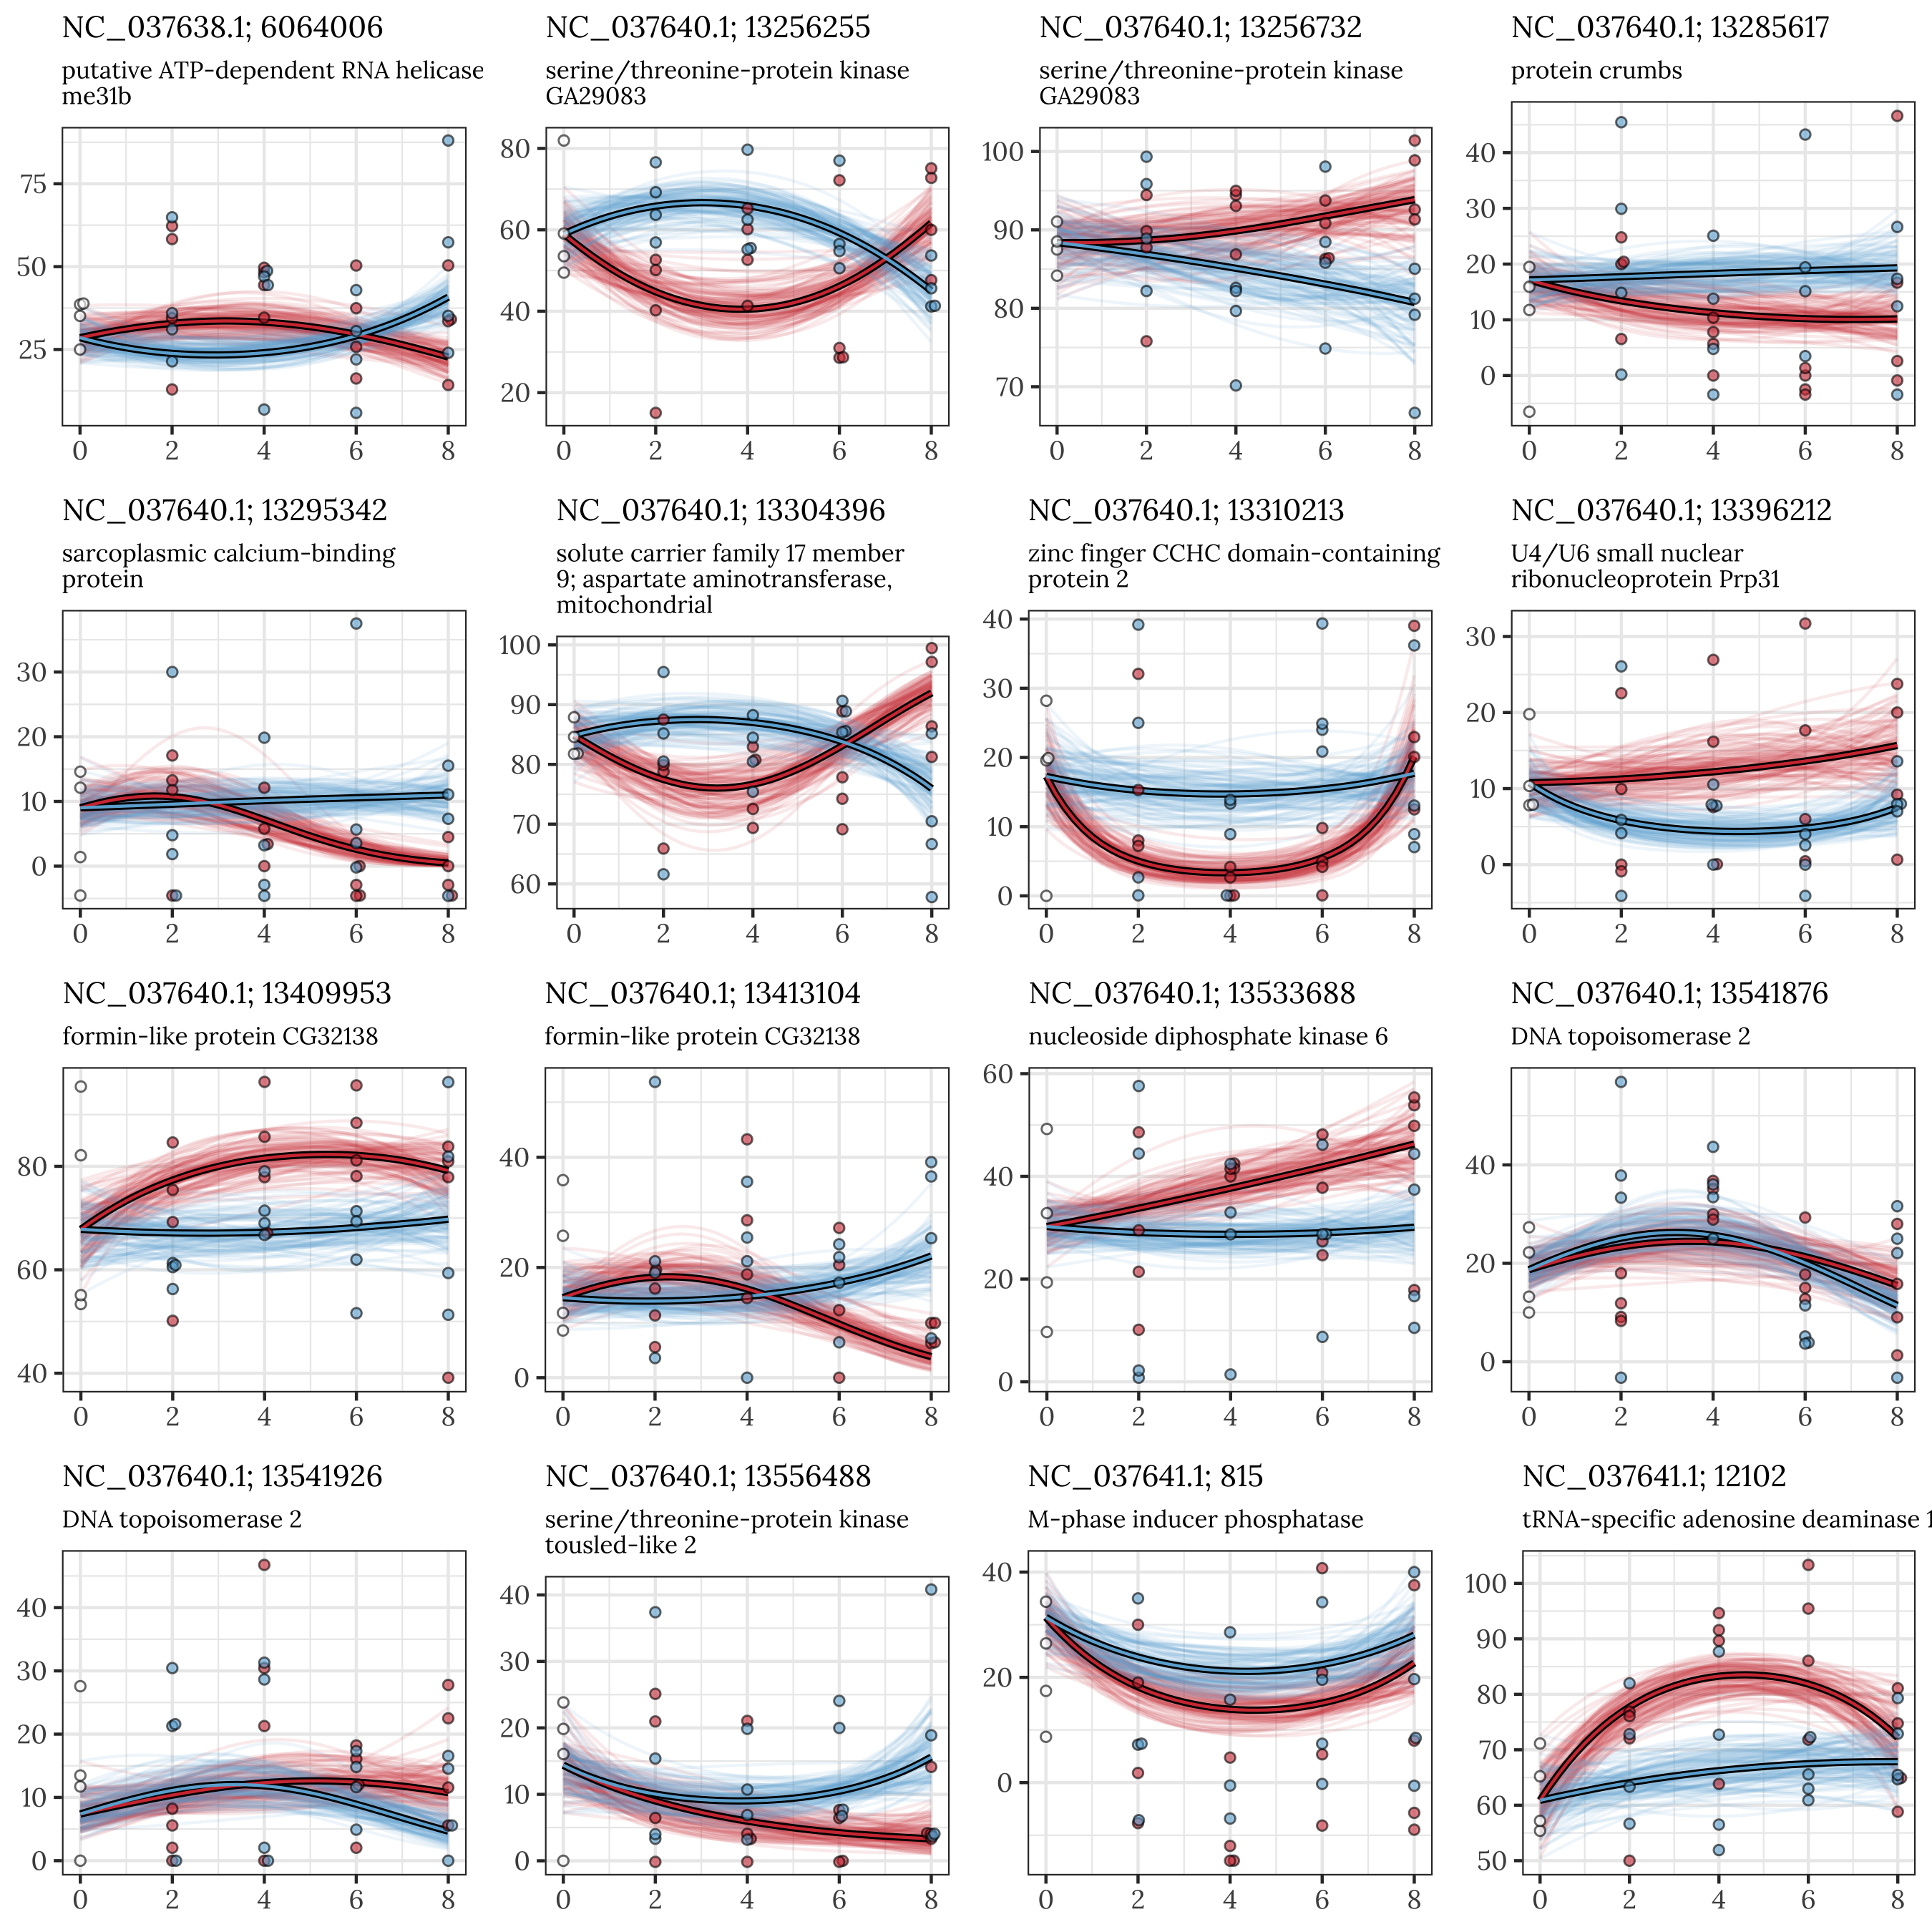 NC_037638.1; 6064006
putative ATP-dependent RNA helicase
me31b
75
50
25
0 2 4 6 8
NC_037640.1; 13256255
serine/threonine-protein kinase
GA29083
80
60
40
20
0 2 4 6 8
NC_037640.1; 13256732
serine/threonine-protein kinase
GA29083
100
90
80
70
0 2 4 6 8
NC_037640.1; 13285617
protein crumbs
40
30
20
10
0
0 2 4 6 8
NC_037640.1; 13295342
sarcoplasmic calcium-binding
protein
30
20
10
0
0 2 4 6 8
NC_037640.1; 13304396
solute carrier family 17 member
9; aspartate aminotransferase,
mitochondrial
100
90
80
70
60
0 2 4 6 8
NC_037640.1; 13310213
zinc finger CCHC domain-containing
protein 2
40
30
20
10
0
0 2 4 6 8
NC_037640.1; 13396212
U4/U6 small nuclear
ribonucleoprotein Prp31
30
20
10
0
0 2 4 6 8
NC_037640.1; 13409953
formin-like protein CG32138
80
60
40
0 2 4 6 8
NC_037640.1; 13413104
formin-like protein CG32138
40
20
0
0 2 4 6 8
NC_037640.1; 13533688
nucleoside diphosphate kinase 6
60
40
20
0
0 2 4 6 8
NC_037640.1; 13541876
DNA topoisomerase 2
40
20
0
0 2 4 6 8
NC_037640.1; 13541926
DNA topoisomerase 2
40
30
20
10
0
0 2 4 6 8
NC_037640.1; 13556488
serine/threonine-protein kinase
tousled-like 2
40
30
20
10
0
0 2 4 6 8
NC_037641.1; 815
M-phase inducer phosphatase
40
20
0
0 2 4 6 8
NC_037641.1; 12102
tRNA-specific adenosine deaminase 1
100
90
80
70
60
50
0 2 4 6 8